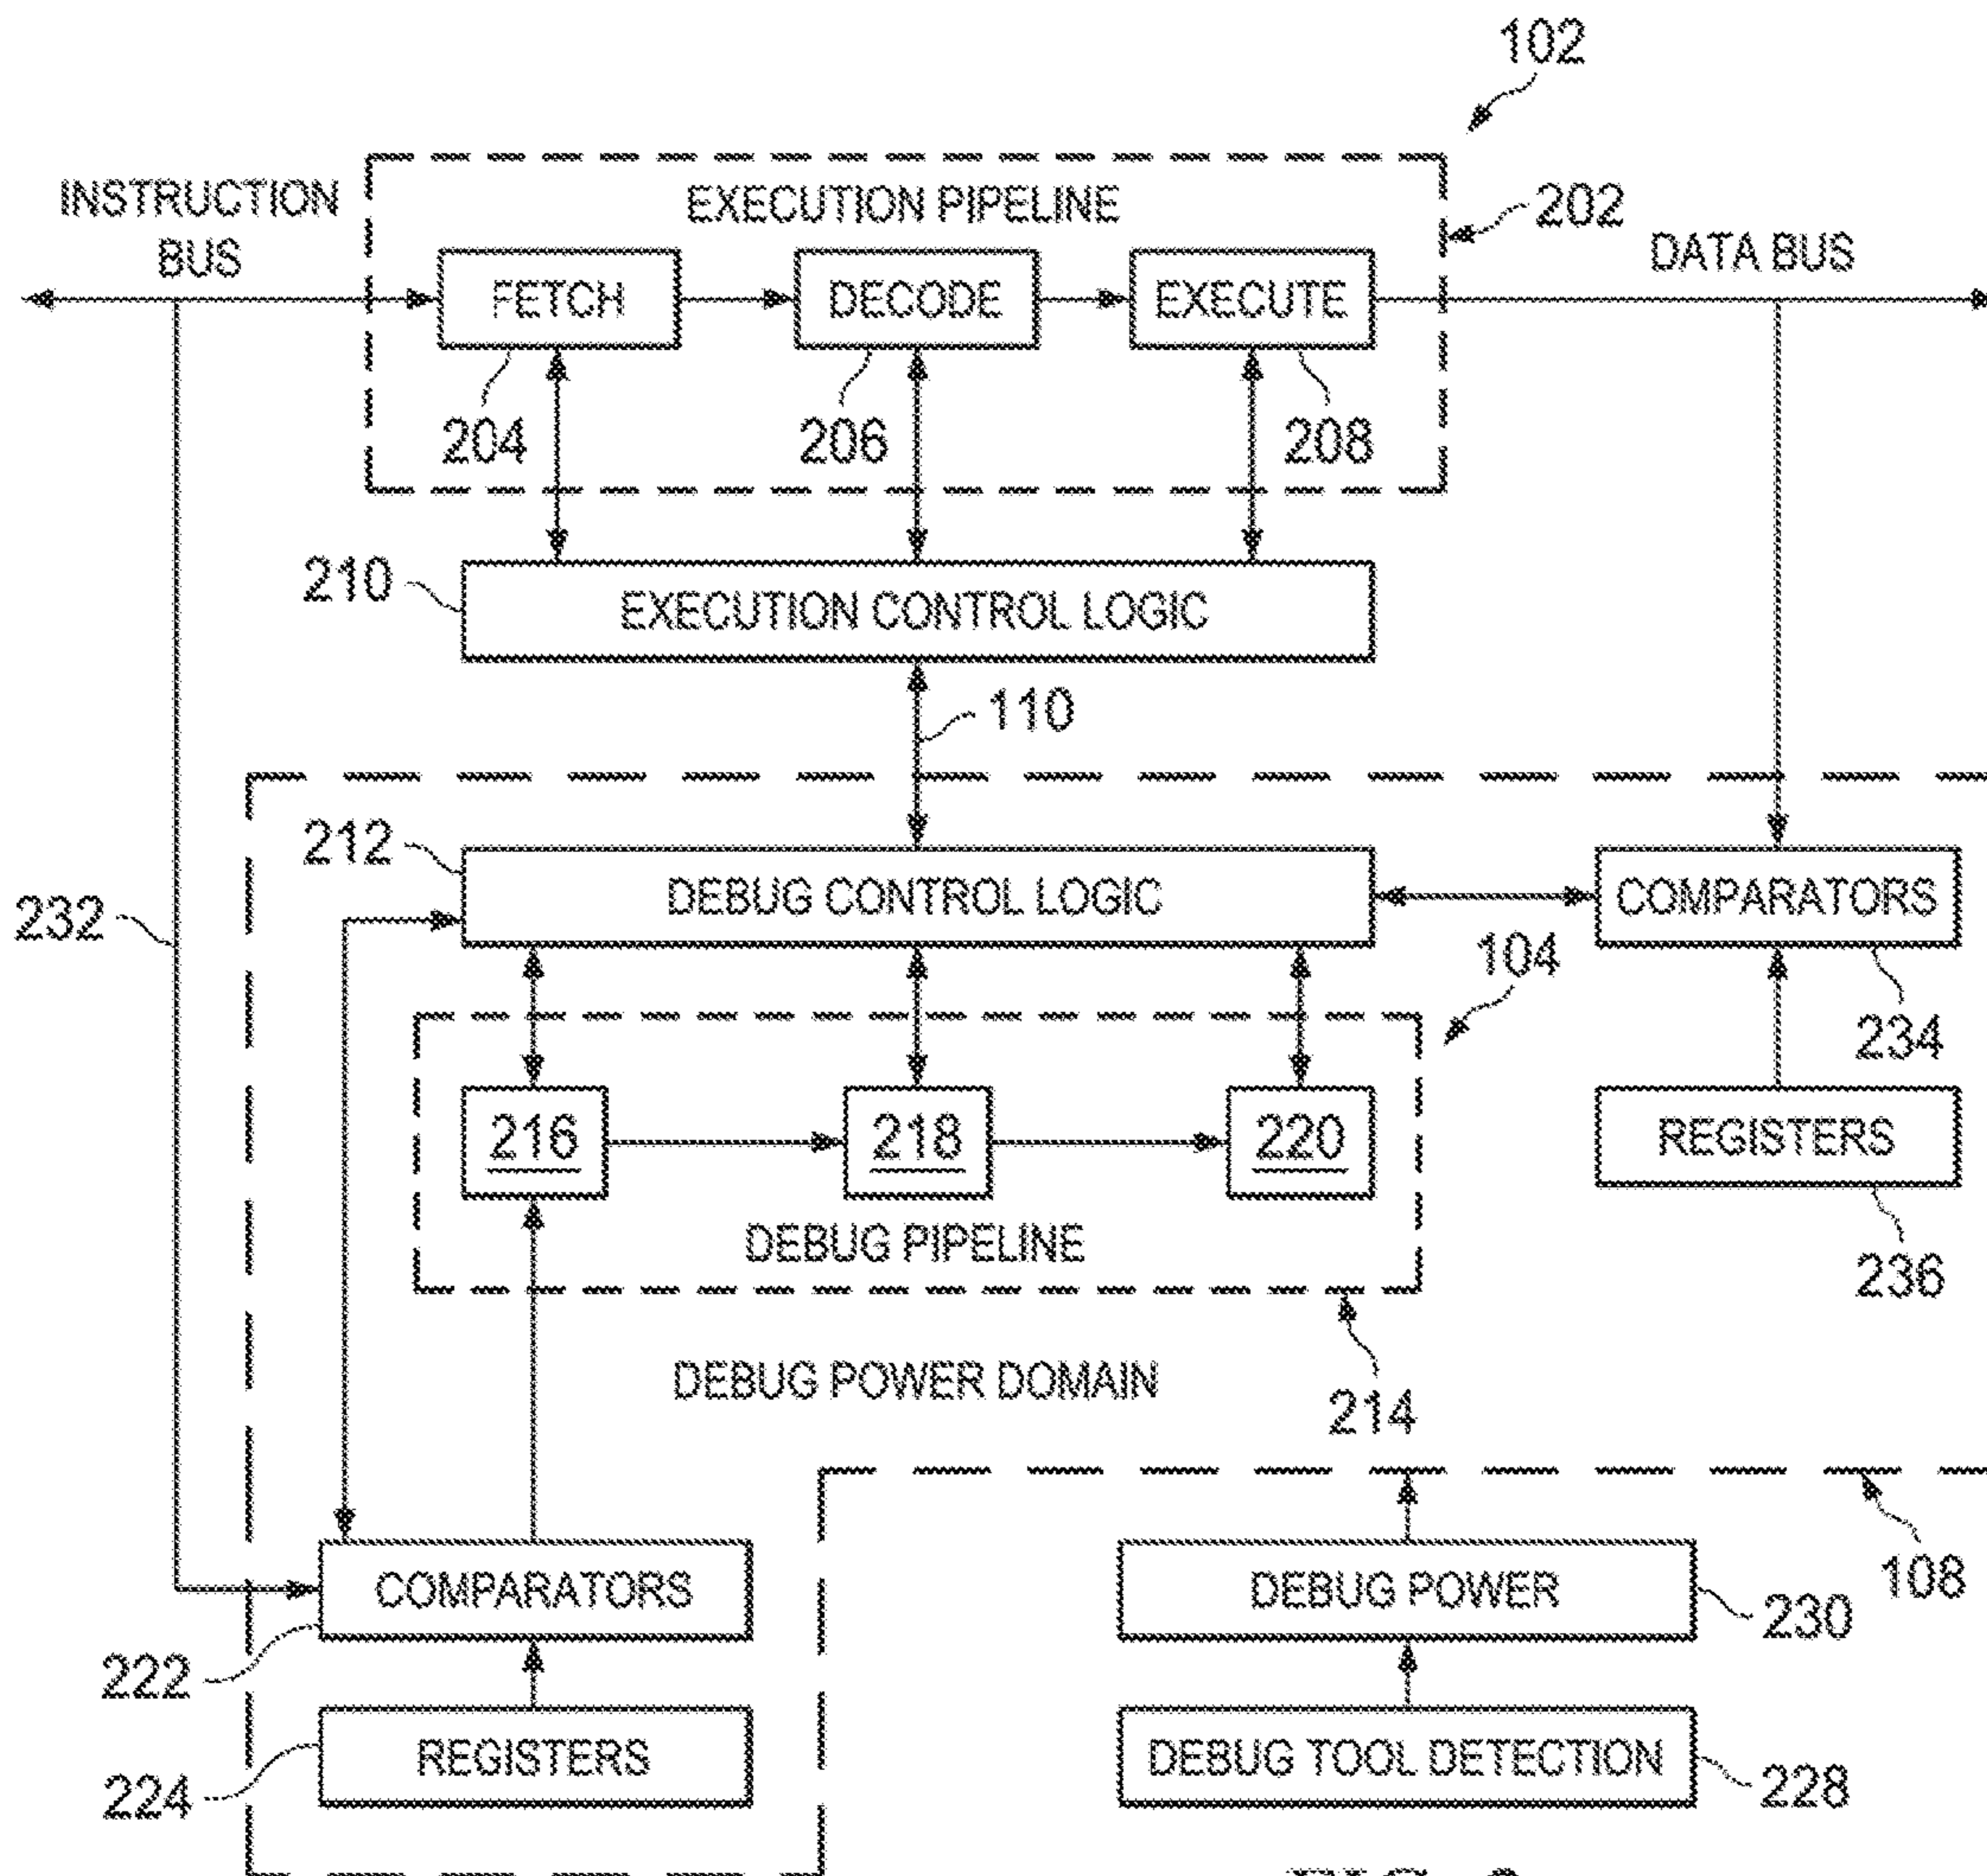 102
INSTRUCTION
BUS
EXECUTION PIPELINE
202
DATA BUS
FETCH
DECODE
EXECUTE
204
206
208
210
EXECUTION CONTROL LOGIC
110
212
DEBUG CONTROL LOGIC
COMPARATORS
232
104
234
216
218
220
REGISTERS
DEBUG PIPELINE
236
DEBUG POWER DOMAIN
214
COMPARATORS
DEBUG POWER
108
230
222
REGISTERS
DEBUG TOOL DETECTION
224
228